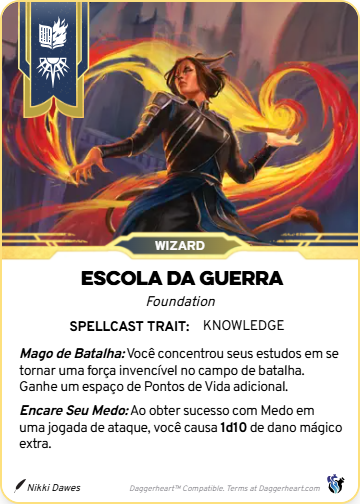 WIZARD
ESCOLA DA GUERRA
Foundation
SPELLCAST TRAIT: KNOWLEDGE
Mago de Batalha: Você concentrou seus estudos em se
tornar uma força invencível no campo de batalha.
Ganhe um espaço de Pontos de Vida adicional.
Encare Seu Medo: Ao obter sucesso com Medo em
uma jogada de ataque, você causa 1d10 de dano mágico
extra.
Nikki Dawes
Daggerheart™ Compatible. Terms at Daggerheart.com